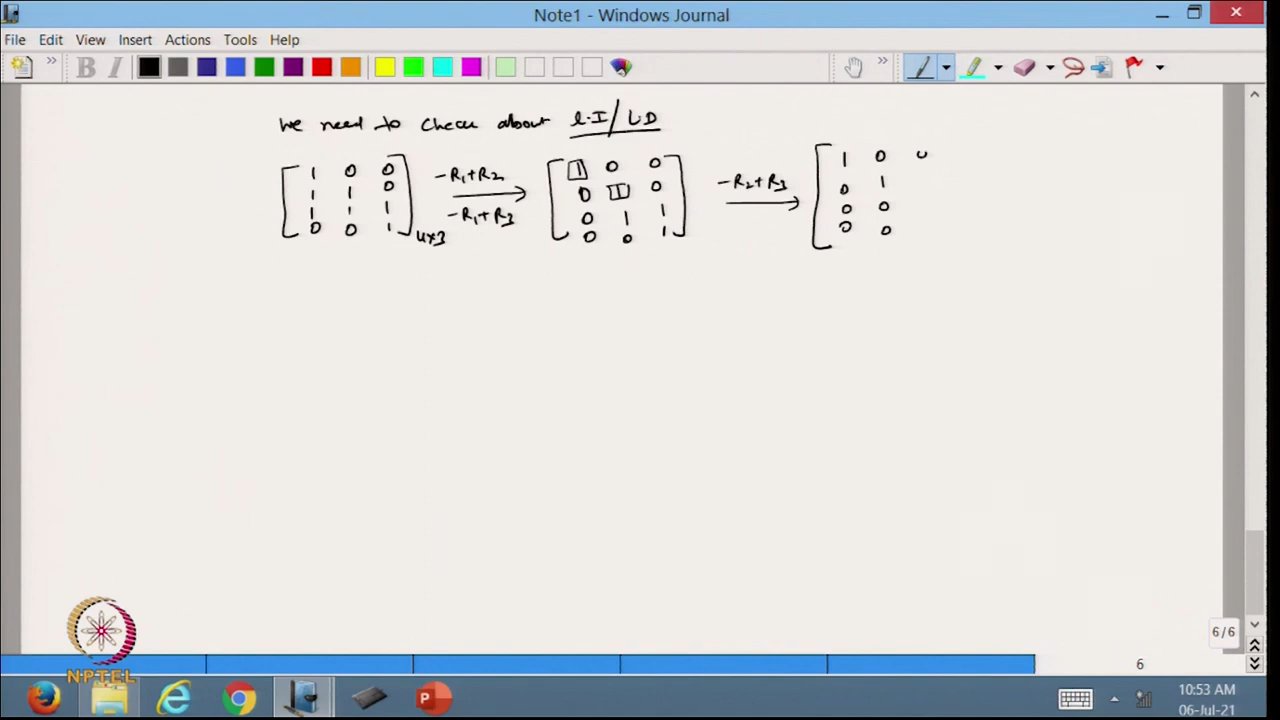 Note1 - Windows Journal
File Edit View Insert Actions Tools Help
B I
We need to check about L.I/LD
1 0 0
1 1 0
1 1 1
0 0 1
4×3
-R1+R2
-R1+R3
1 0 0
0 1 0
0 1 1
0 0 1
-R2+R3
1 0 0
0 1
0 0
0 0
6/6
6
NPTEL
10:53 AM
06-Jul-21